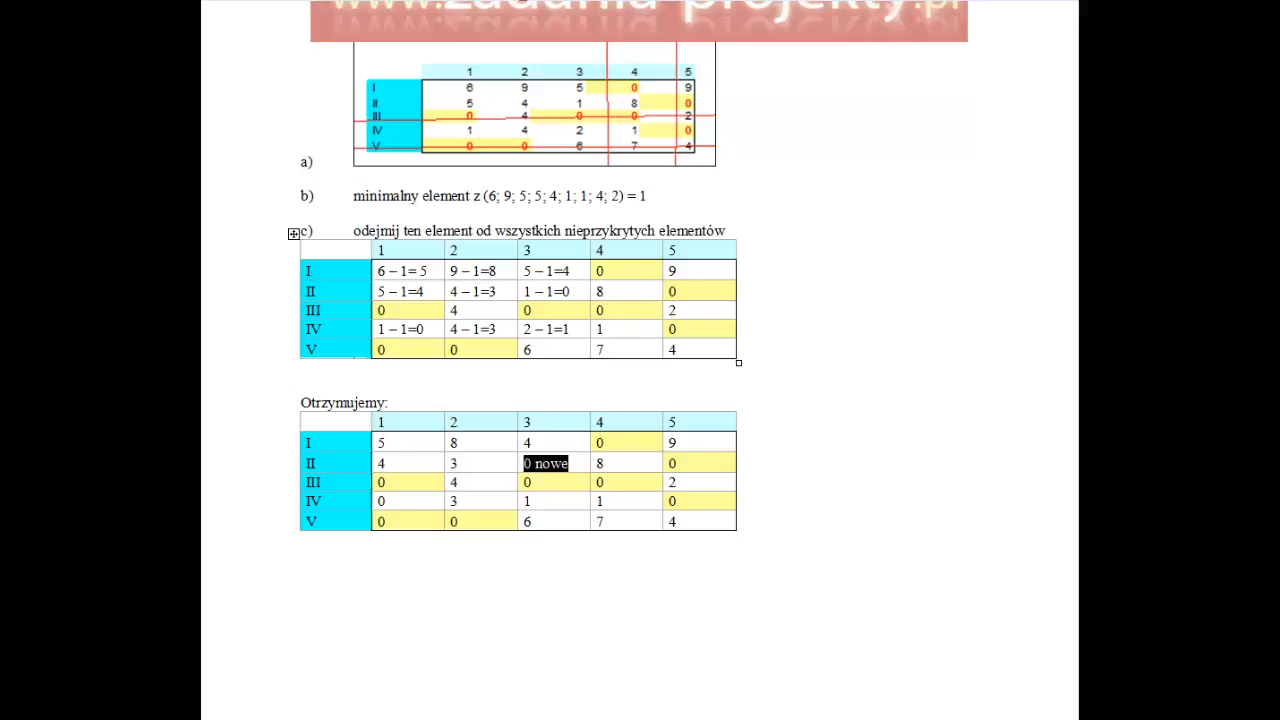 www.zadania-projekty.pl
1 2 3 4 5
I 6 9 5 0 9
II 5 4 1 8 0
III 0 4 0 0 2
IV 1 4 2 1 0
V 0 0 6 7 4
a)
b) minimalny element z (6; 9; 5; 5; 4; 1; 1; 4; 2) = 1
c) odejmij ten element od wszystkich nieprzykrytych elementów
1 2 3 4 5
I 6 – 1= 5 9 – 1=8 5 – 1=4 0 9
II 5 – 1=4 4 – 1=3 1 – 1=0 8 0
III 0 4 0 0 2
IV 1 – 1=0 4 – 1=3 2 – 1=1 1 0
V 0 0 6 7 4
Otrzymujemy:
1 2 3 4 5
I 5 8 4 0 9
II 4 3 0 nowe 8 0
III 0 4 0 0 2
IV 0 3 1 1 0
V 0 0 6 7 4